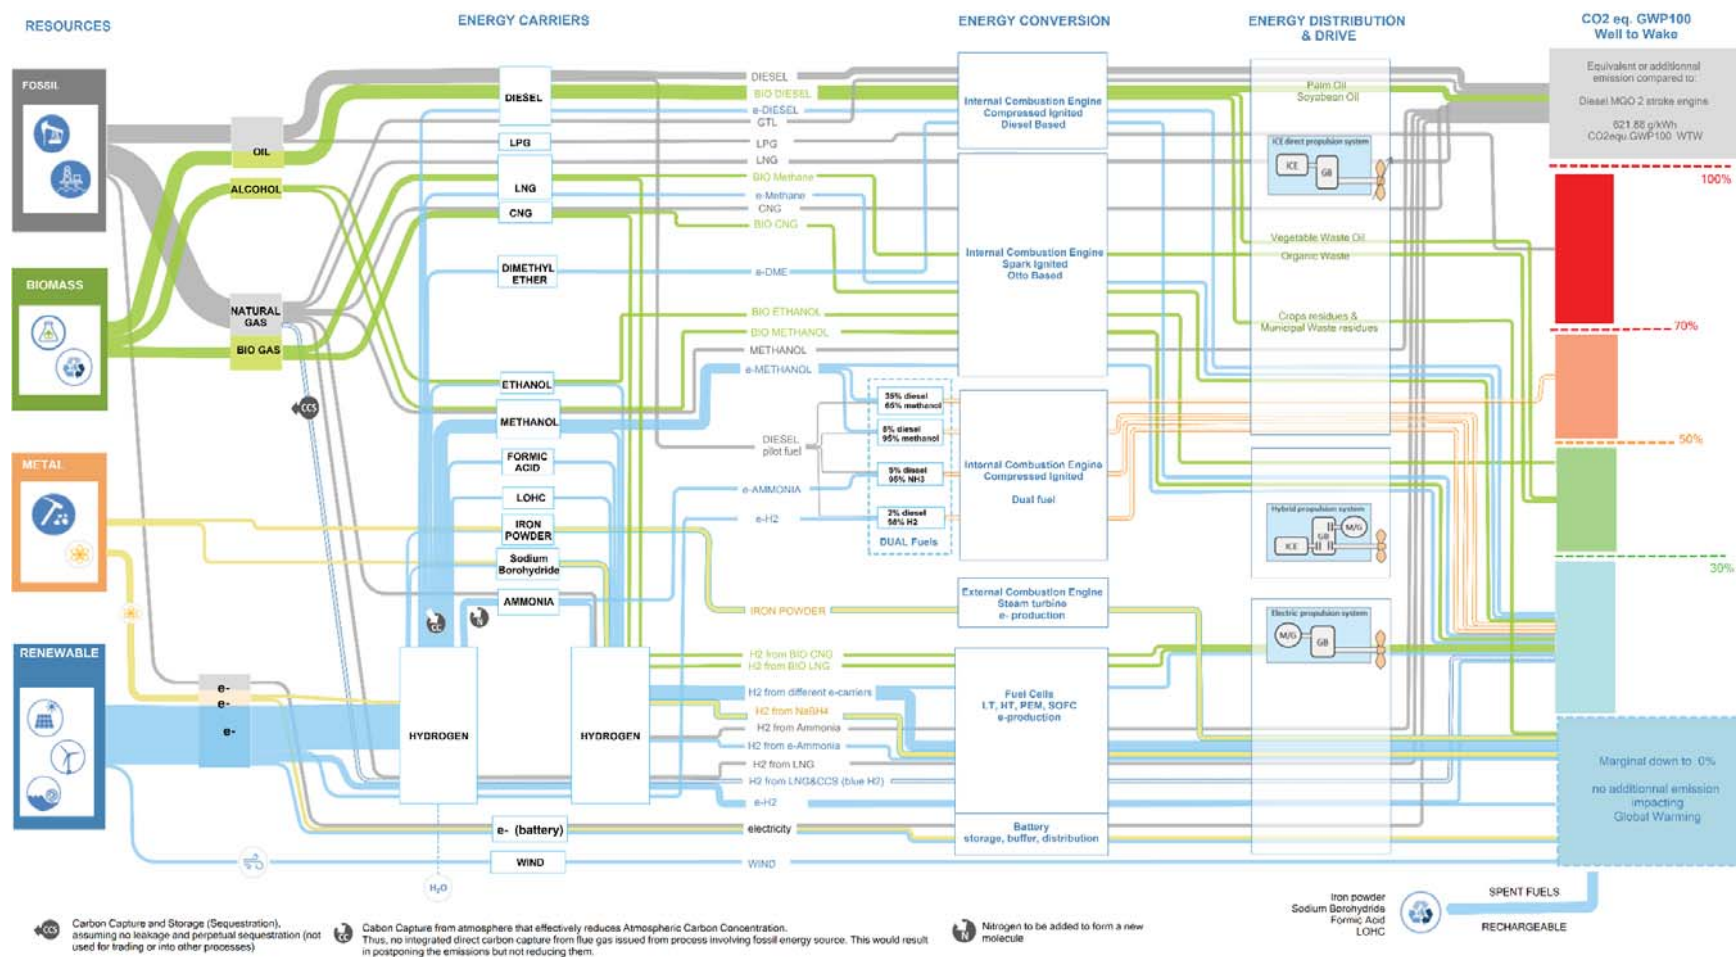 RESOURCES
ENERGY CARRIERS
ENERGY CONVERSION
ENERGY DISTRIBUTION
& DRIVE
CO2 eq. GWP100
Well to Wake
FOSSIL
BIOMASS
METAL
RENEWABLE
OIL
ALCOHOL
NATURAL
GAS
BIO GAS
CCS
e-
e-
e-
DIESEL
LPG
LNG
CNG
DIMETHYL
ETHER
ETHANOL
METHANOL
FORMIC
ACID
LOHC
IRON
POWDER
Sodium
Borohydride
AMMONIA
CC
N
HYDROGEN
HYDROGEN
e- (battery)
WIND
H₂O
DIESEL
BIO DIESEL
e-DIESEL
GTL
LPG
LNG
BIO Methane
e-Methane
CNG
BIO CNG
e-DME
BIO ETHANOL
BIO METHANOL
METHANOL
e-METHANOL
DIESEL
pilot fuel
e-AMMONIA
e-H2
IRON POWDER
H2 from BIO CNG
H2 from BIO LNG
H2 from different e-carriers
H2 from NaBH4
H2 from Ammonia
H2 from e-Ammonia
H2 from LNG
H2 from LNG&CCS (blue H2)
e-H2
electricity
WIND
35% diesel
65% methanol
5% diesel
95% methanol
5% diesel
95% NH3
2% diesel
98% H2
DUAL Fuels
Internal Combustion Engine
Compressed Ignited
Diesel Based
Internal Combustion Engine
Spark Ignited
Otto Based
Internal Combustion Engine
Compressed Ignited
Dual fuel
External Combustion Engine
Steam turbine
e- production
Fuel Cells
LT, HT, PEM, SOFC
e-production
Battery
storage, buffer, distribution
Palm Oil
Soyabean Oil
ICE direct propulsion system
ICE
GB
Vegetable Waste Oil
Organic Waste
Crops residues &
Municipal Waste residues
Hybrid propulsion system
M/G
GB
ICE
Electric propulsion system
M/G
GB
Equivalent or additionnal
emission compared to:
Diesel MGO 2 stroke engine
621.88 g/kWh
CO2equ.GWP100 WTW
100%
70%
50%
30%
Marginal down to 0%
no additionnal emission
impacting
Global Warming
CCS
Carbon Capture and Storage (Sequestration),
assuming no leakage and perpetual sequestration (not
used for trading or into other processes)
CC
Cabon Capture from atmosphere that effectively reduces Atmospheric Carbon Concentration.
Thus, no integrated direct carbon capture from flue gas issued from process involving fossil energy source. This would result
in postponing the emissions but not reducing them.
N
Nitrogen to be added to form a new
molecule
Iron powder
Sodium Borohydride
Formic Acid
LOHC
SPENT FUELS
RECHARGEABLE